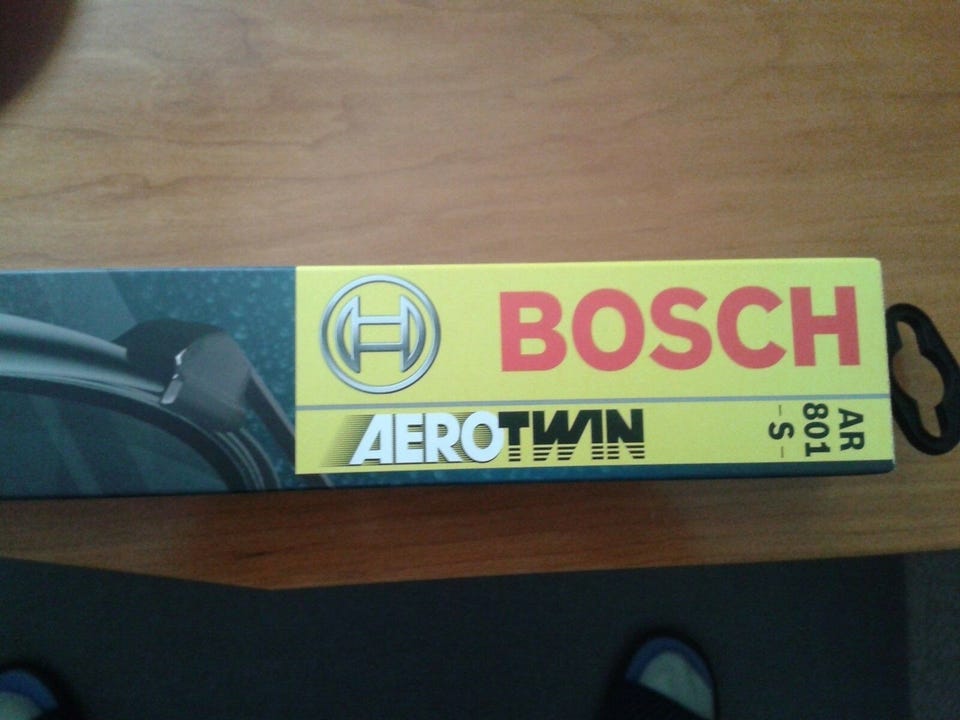 BOSCH
AEROTWIN
AR
801
-S-